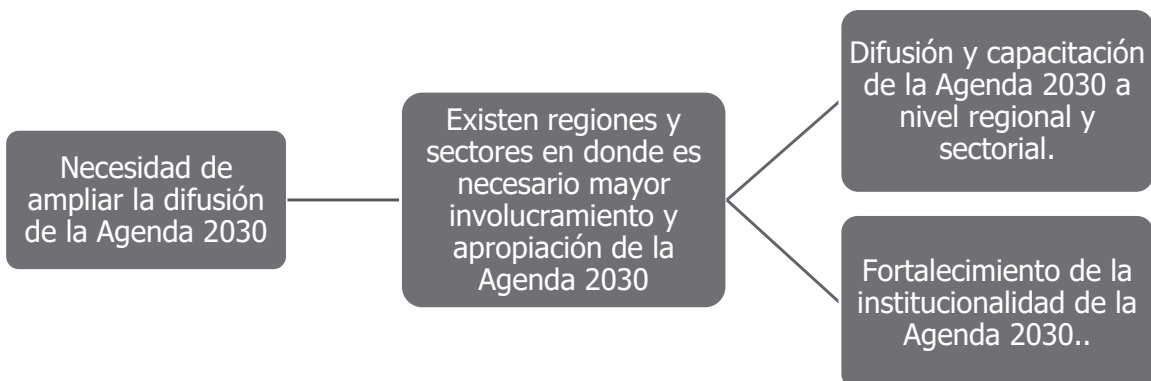 Necesidad de
ampliar la difusión
de la Agenda 2030
Existen regiones y
sectores en donde es
necesario mayor
involucramiento y
apropiación de la
Agenda 2030
Difusión y capacitación
de la Agenda 2030 a
nivel regional y
sectorial.
Fortalecimiento de la
institucionalidad de la
Agenda 2030..